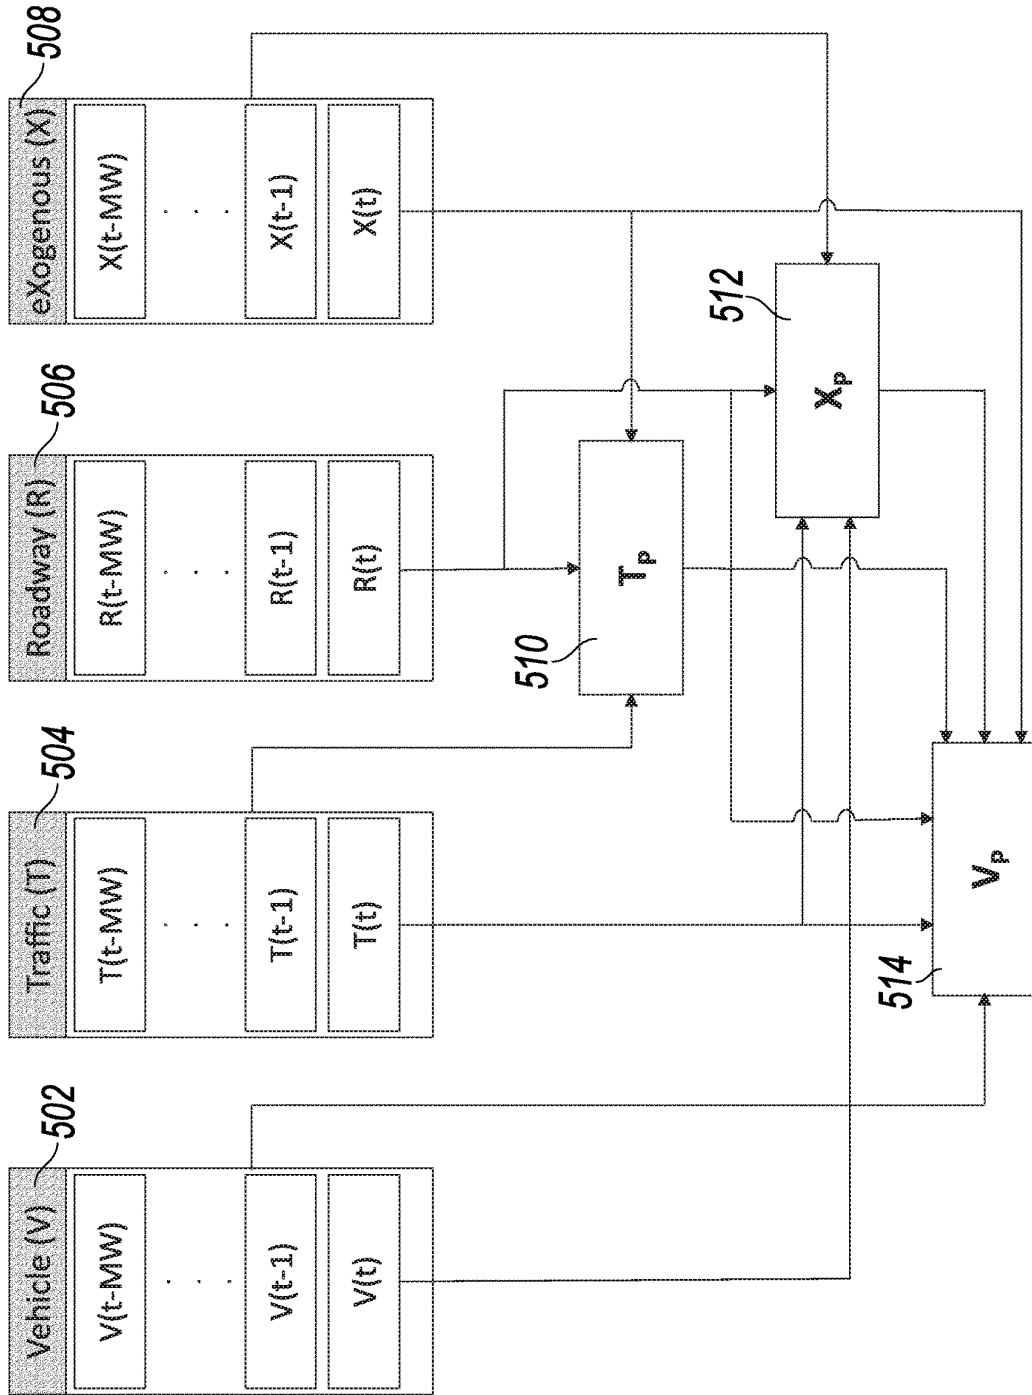 502
Vehicle (V)
V(t-MW)
. . .
V(t-1)
V(t)
504
Traffic (T)
T(t-MW)
. . .
T(t-1)
T(t)
506
Roadway (R)
R(t-MW)
. . .
R(t-1)
R(t)
508
eXogenous (X)
X(t-MW)
. . .
X(t-1)
X(t)
510
Tp
512
Xp
514
Vp